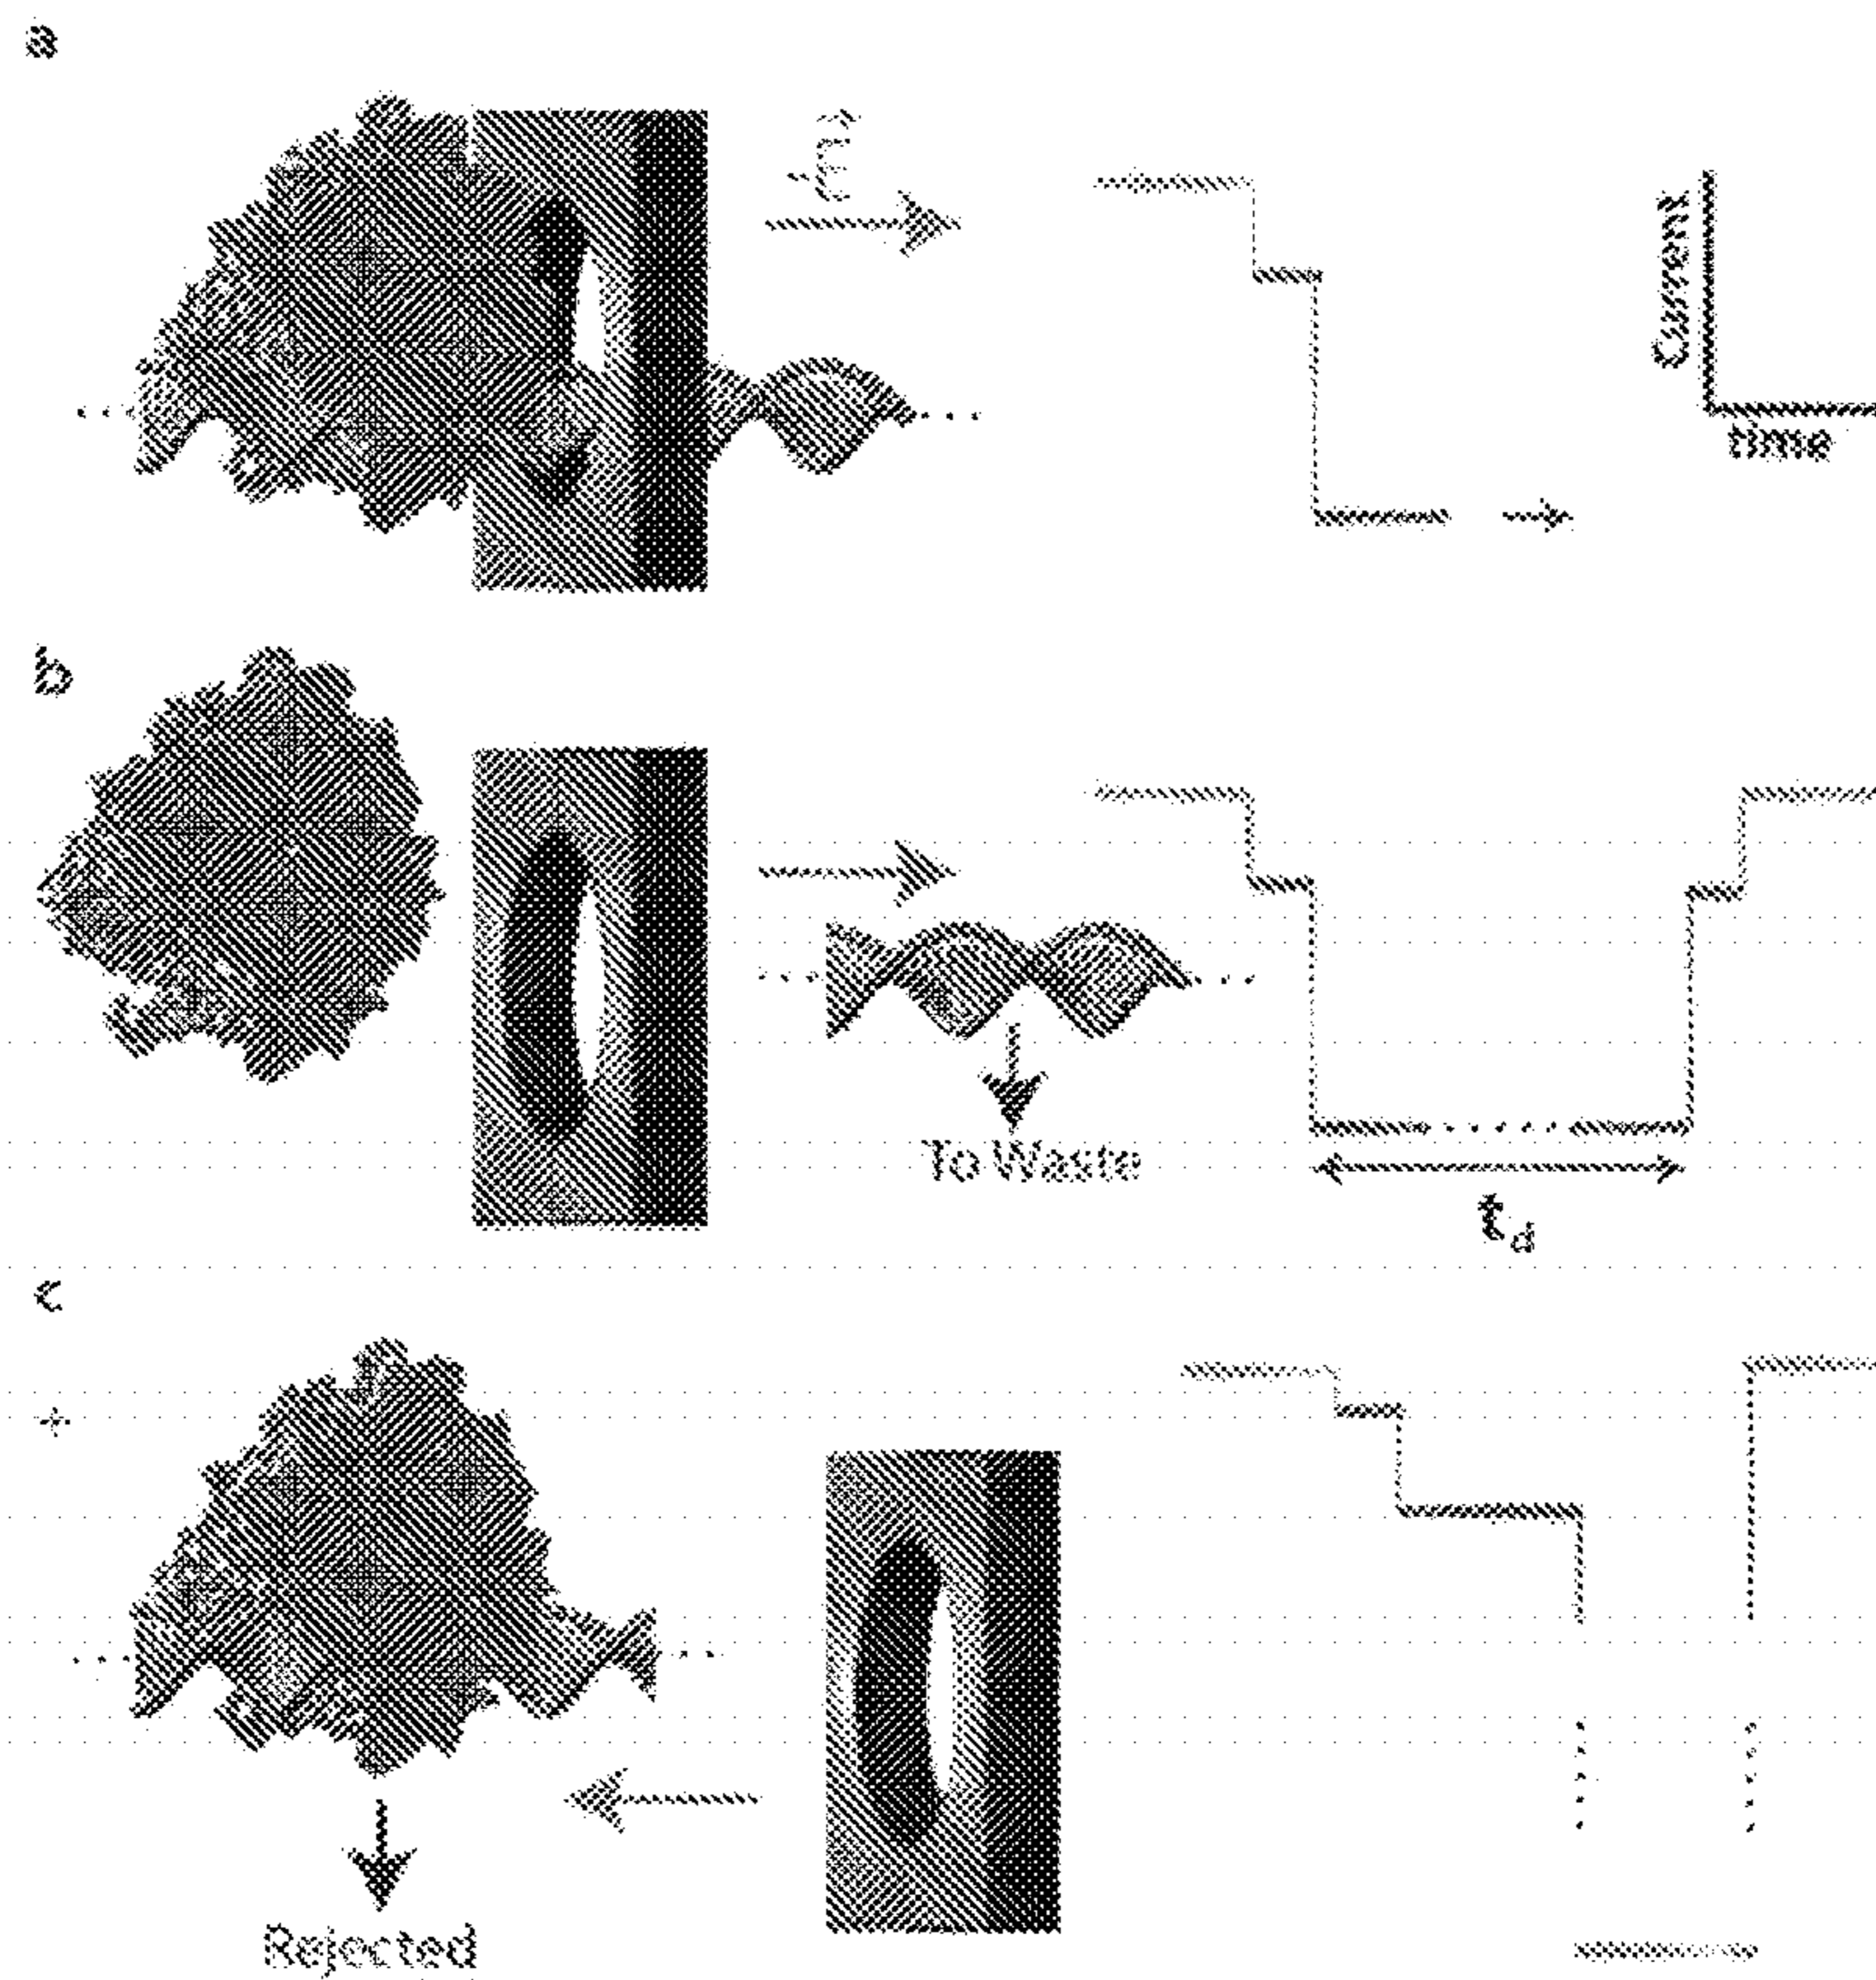 a
Current
time
b
To Waste
t_d
c
+
Rejected